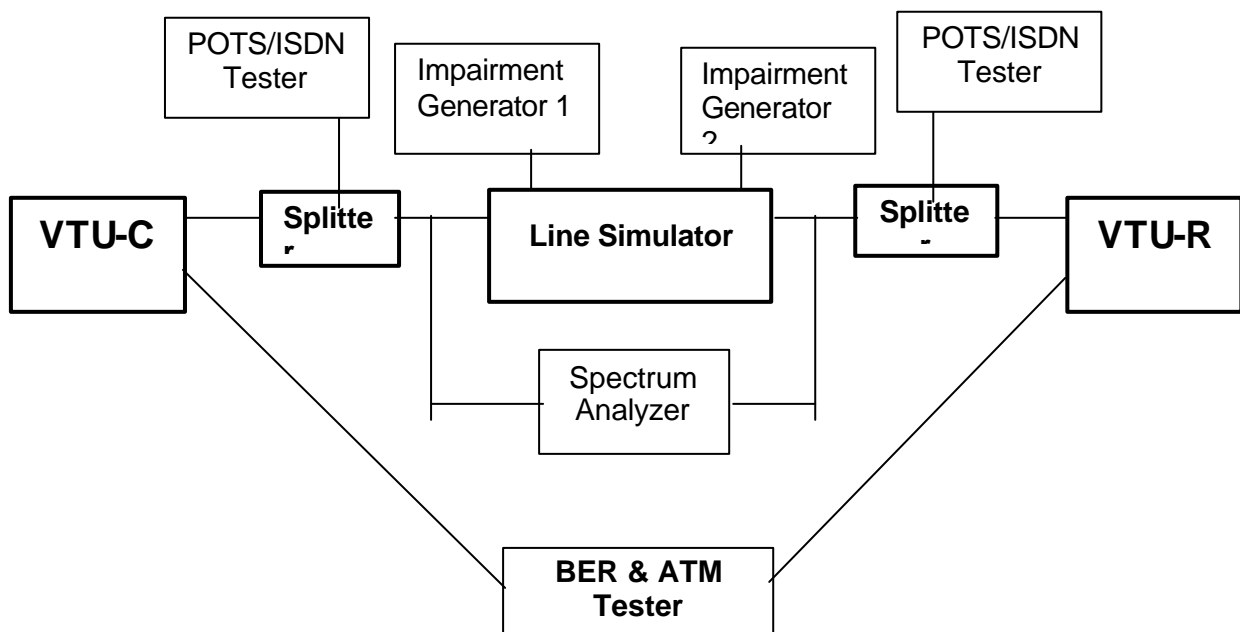 POTS/ISDN
Tester
Impairment
Generator 1
Impairment
Generator
2
POTS/ISDN
Tester
VTU-C
Splitte
r
Line Simulator
Splitte
r
VTU-R
Spectrum
Analyzer
BER & ATM
Tester